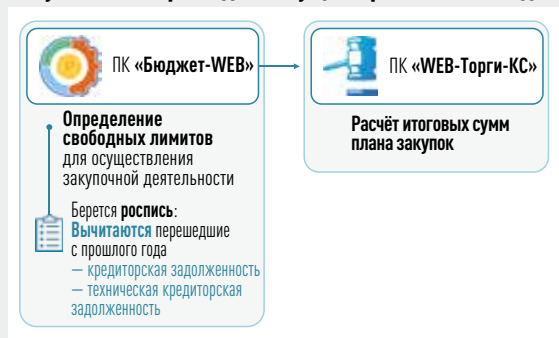 ПК «Бюджет-WEB»
Определение
свободных лимитов
для осуществления
закупочной деятельности
Берется роспись:
Вычитаются перешедшие
с прошлого года
— кредиторская задолженность
— техническая кредиторская
задолженность
ПК «WEB-Торги-КС»
Расчёт итоговых сумм
плана закупок